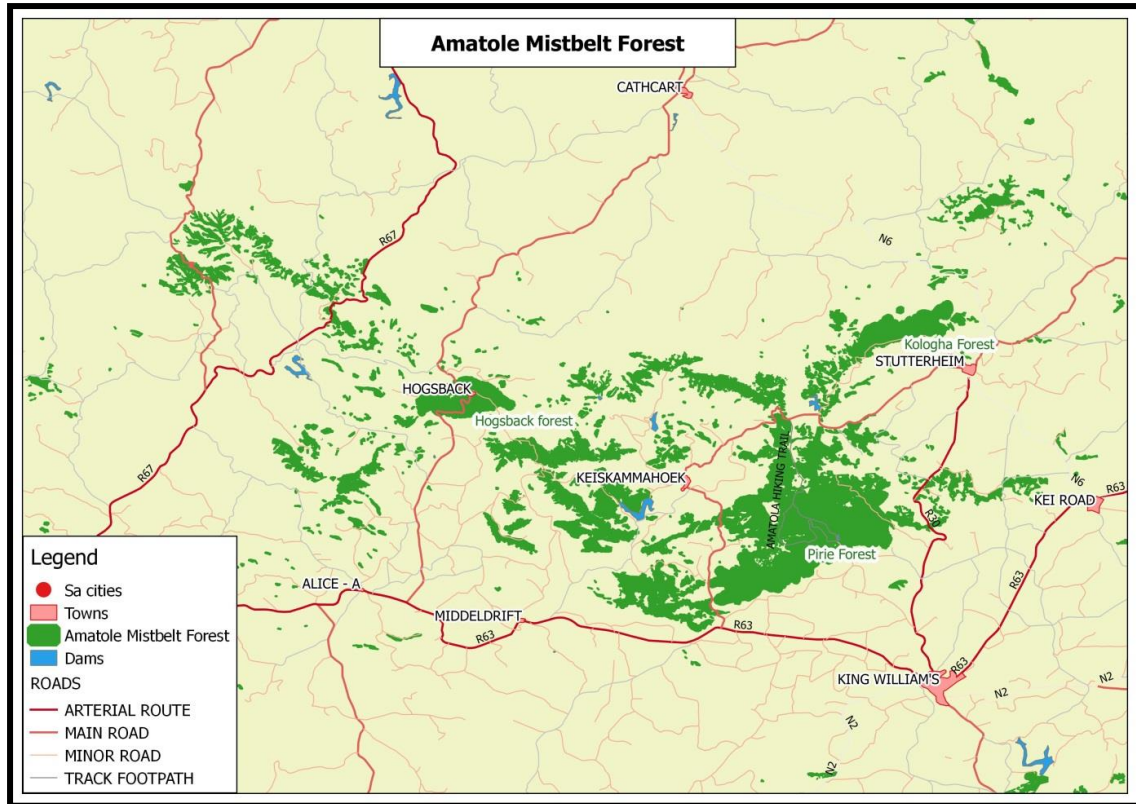 Amatole Mistbelt Forest
CATHCART
N6
R67
Kologha Forest
STUTTERHEIM
HOGSBACK
Hogsback forest
R67
KEISKAMMAHOEK
AMATOLA HIKING TRAIL
N6
R63
KEI ROAD
R30
Pirie Forest
R63
ALICE - A
MIDDELDRIFT
R63
R63
R63
KING WILLIAM'S
N2
N2
N2
N2
Legend
Sa cities
Towns
Amatole Mistbelt Forest
Dams
ROADS
ARTERIAL ROUTE
MAIN ROAD
MINOR ROAD
TRACK FOOTPATH